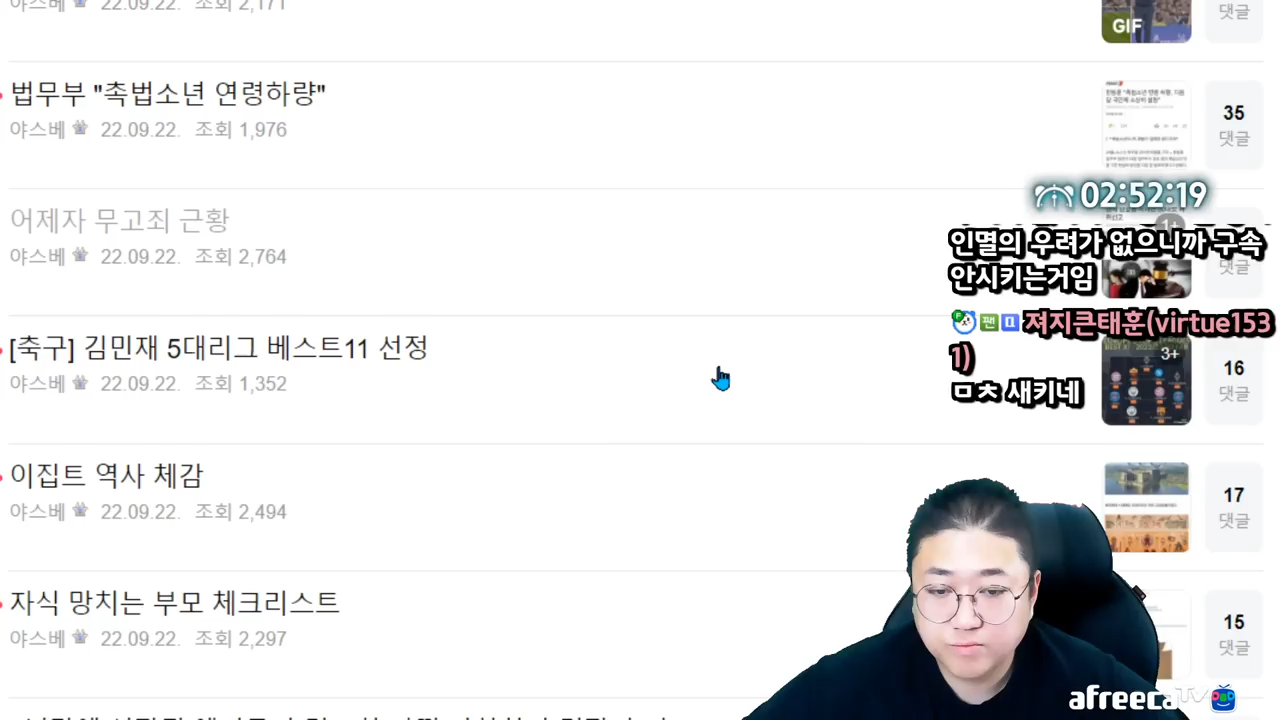 야스베 22.09.22. 조회 2,171
GIF
댓글
법무부 "촉법소년 연령하량"
야스베 22.09.22. 조회 1,976
35
댓글
02:52:19
어제자 무고죄 근황
야스베 22.09.22. 조회 2,764
1+
댓글
인멸의 우려가 없으니까 구속
안시키는거임
팬
져지큰태훈(virtue153
1)
ㅁㅊ 새키네
[축구] 김민재 5대리그 베스트11 선정
야스베 22.09.22. 조회 1,352
3+
16
댓글
이집트 역사 체감
야스베 22.09.22. 조회 2,494
17
댓글
자식 망치는 부모 체크리스트
야스베 22.09.22. 조회 2,297
15
댓글
afreecaTV